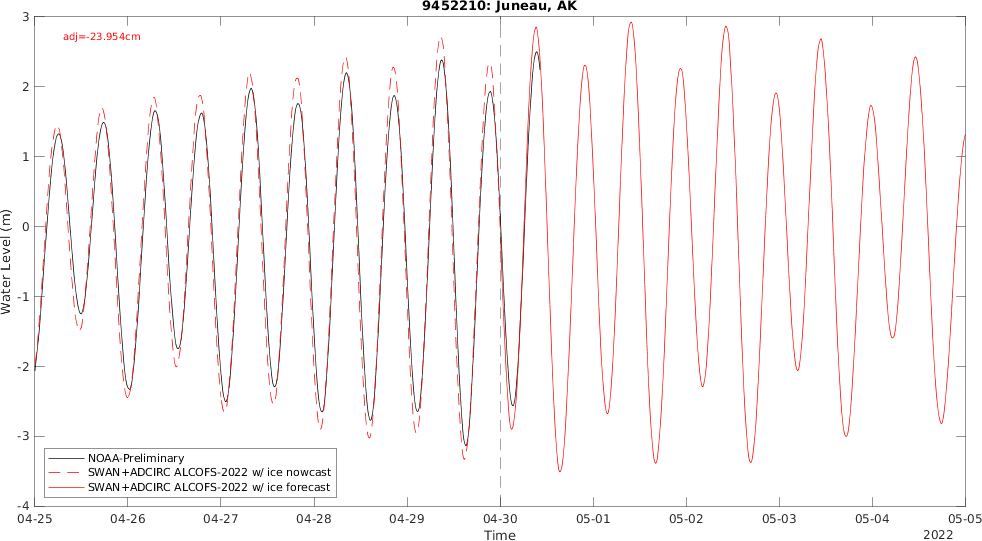 9452210: Juneau, AK
adj=-23.954cm
3
2
1
0
-1
-2
-3
-4
Water Level (m)
NOAA-Preliminary
SWAN+ADCIRC ALCOFS-2022 w/ ice nowcast
SWAN+ADCIRC ALCOFS-2022 w/ ice forecast
04-25 04-26 04-27 04-28 04-29 04-30 05-01 05-02 05-03 05-04 05-05
Time
2022